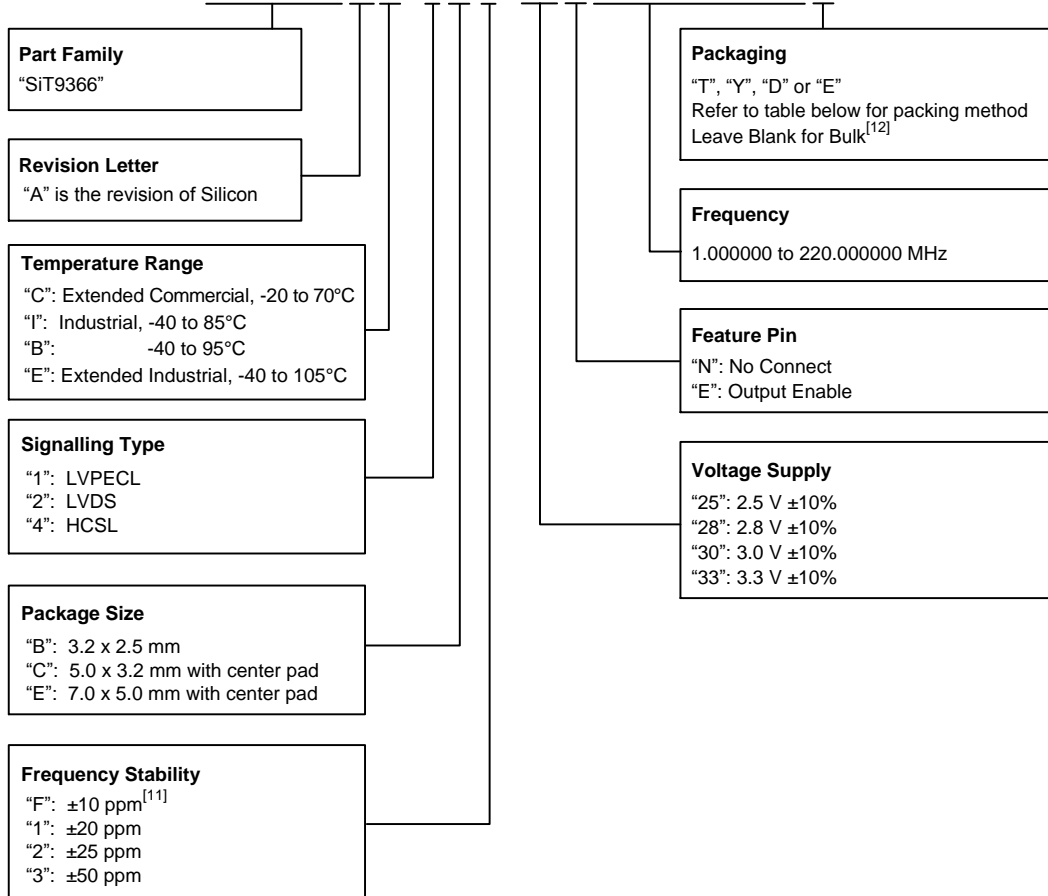 Part Family
“SiT9366”
Revision Letter
“A” is the revision of Silicon
Temperature Range
“C”: Extended Commercial, -20 to 70°C
“I”: Industrial, -40 to 85°C
“B”: -40 to 95°C
“E”: Extended Industrial, -40 to 105°C
Signalling Type
“1”: LVPECL
“2”: LVDS
“4”: HCSL
Package Size
“B”: 3.2 x 2.5 mm
“C”: 5.0 x 3.2 mm with center pad
“E”: 7.0 x 5.0 mm with center pad
Frequency Stability
“F”: ±10 ppm[11]
“1”: ±20 ppm
“2”: ±25 ppm
“3”: ±50 ppm
Packaging
“T”, “Y”, “D” or “E”
Refer to table below for packing method
Leave Blank for Bulk[12]
Frequency
1.000000 to 220.000000 MHz
Feature Pin
“N”: No Connect
“E”: Output Enable
Voltage Supply
“25”: 2.5 V ±10%
“28”: 2.8 V ±10%
“30”: 3.0 V ±10%
“33”: 3.3 V ±10%